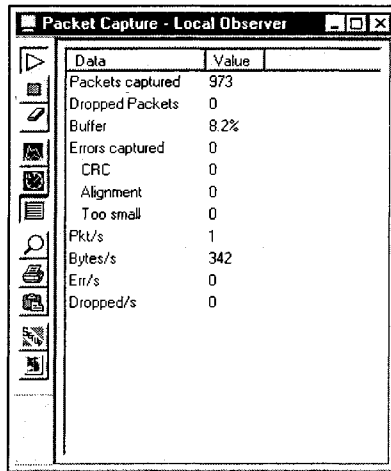 Packet Capture - Local Observer
Data Value
Packets captured 973
Dropped Packets 0
Buffer 8.2%
Errors captured 0
CRC 0
Alignment 0
Too small 0
Pkt/s 1
Bytes/s 342
Err/s 0
Dropped/s 0